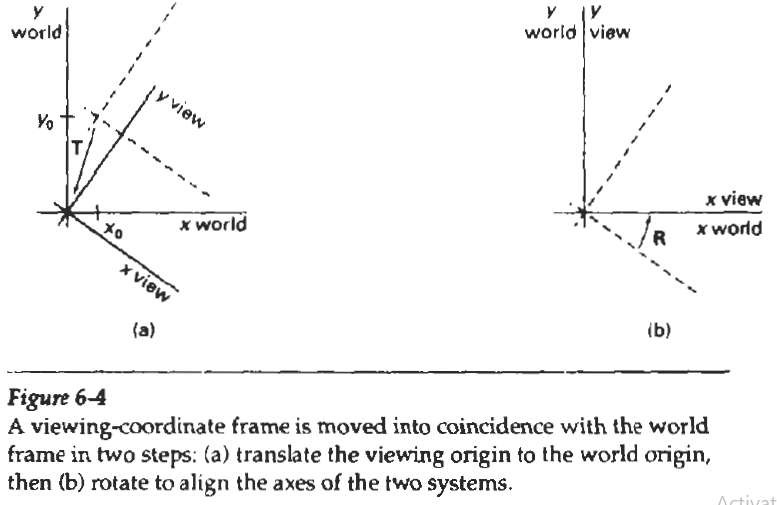 y
world
y view
y₀
T
x₀
x world
x view
(a)
y y
world view
x view
x world
R
(b)
Figure 6-4
A viewing-coordinate frame is moved into coincidence with the world
frame in two steps: (a) translate the viewing origin to the world origin,
then (b) rotate to align the axes of the two systems.
Activat